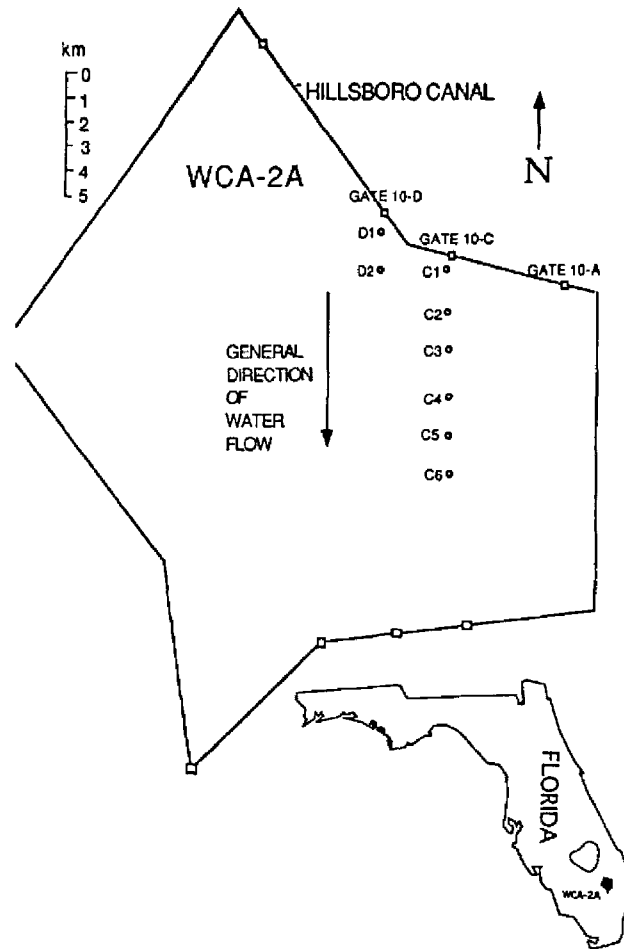 km
0
1
2
3
4
5
HILLSBORO CANAL
N
WCA-2A
GATE 10-D
D1
GATE 10-C
D2
C1
GATE 10-A
C2
C3
GENERAL
DIRECTION
OF
WATER
FLOW
C4
C5
C6
FLORIDA
WCA-2A